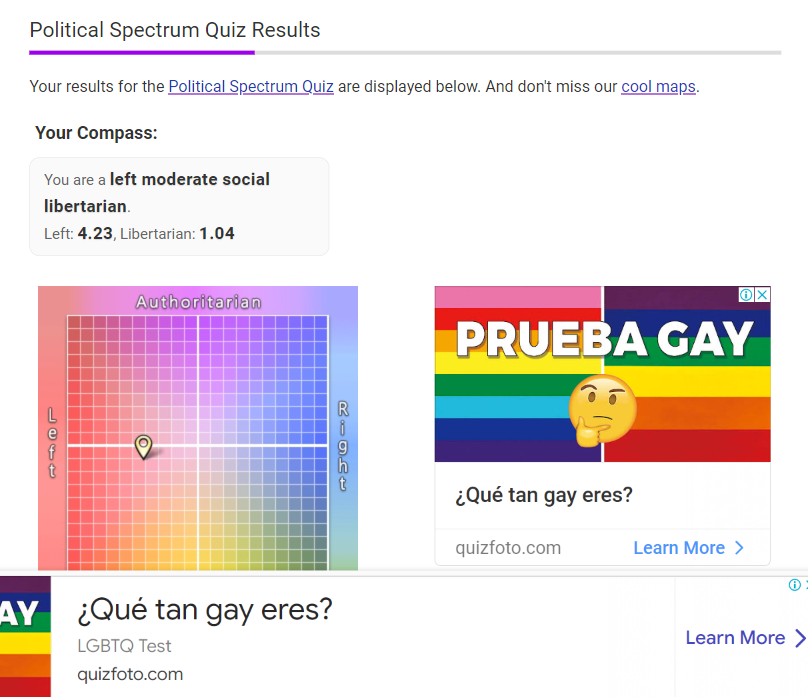 Political Spectrum Quiz Results
Your results for the Political Spectrum Quiz are displayed below. And don't miss our cool maps.
Your Compass:
You are a left moderate social
libertarian.
Left: 4.23, Libertarian: 1.04
Authoritarian
Left
Right
PRUEBA GAY
¿Qué tan gay eres?
quizfoto.com
Learn More
AY
¿Qué tan gay eres?
LGBTQ Test
quizfoto.com
Learn More